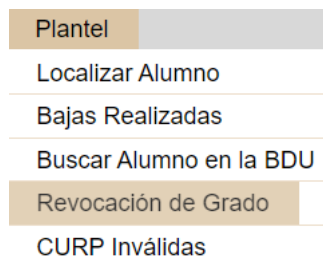 Plantel
Localizar Alumno
Bajas Realizadas
Buscar Alumno en la BDU
Revocación de Grado
CURP Inválidas